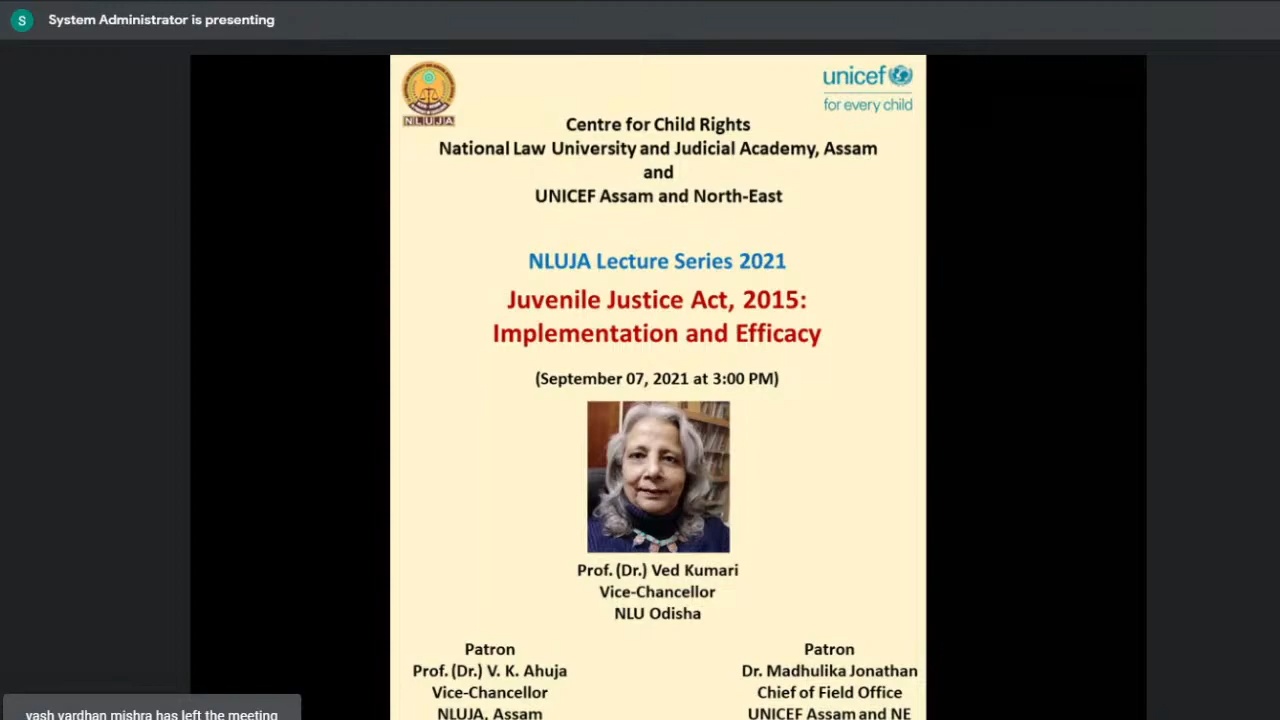 S System Administrator is presenting
NLUJA
unicef
for every child
Centre for Child Rights
National Law University and Judicial Academy, Assam
and
UNICEF Assam and North-East
NLUJA Lecture Series 2021
Juvenile Justice Act, 2015:
Implementation and Efficacy
(September 07, 2021 at 3:00 PM)
Prof. (Dr.) Ved Kumari
Vice-Chancellor
NLU Odisha
Patron
Prof. (Dr.) V. K. Ahuja
Vice-Chancellor
NLUJA, Assam
Patron
Dr. Madhulika Jonathan
Chief of Field Office
UNICEF Assam and NE
yash vardhan mishra has left the meeting